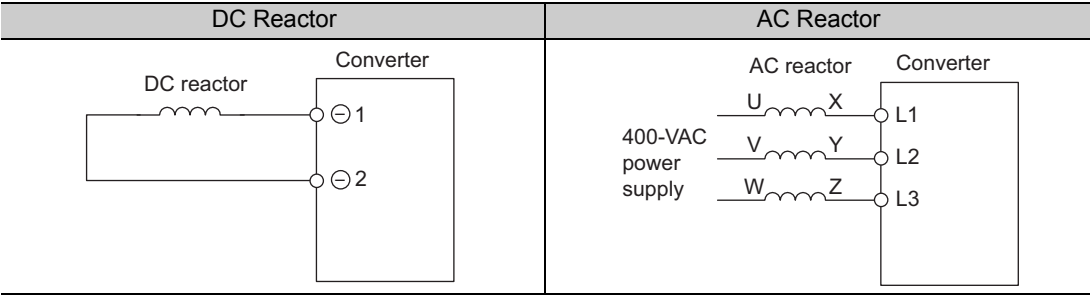 DC Reactor
AC Reactor
Converter
DC reactor
⊖ 1
⊖ 2
AC reactor
Converter
U X L1
400-VAC
power
supply
V Y L2
W Z L3